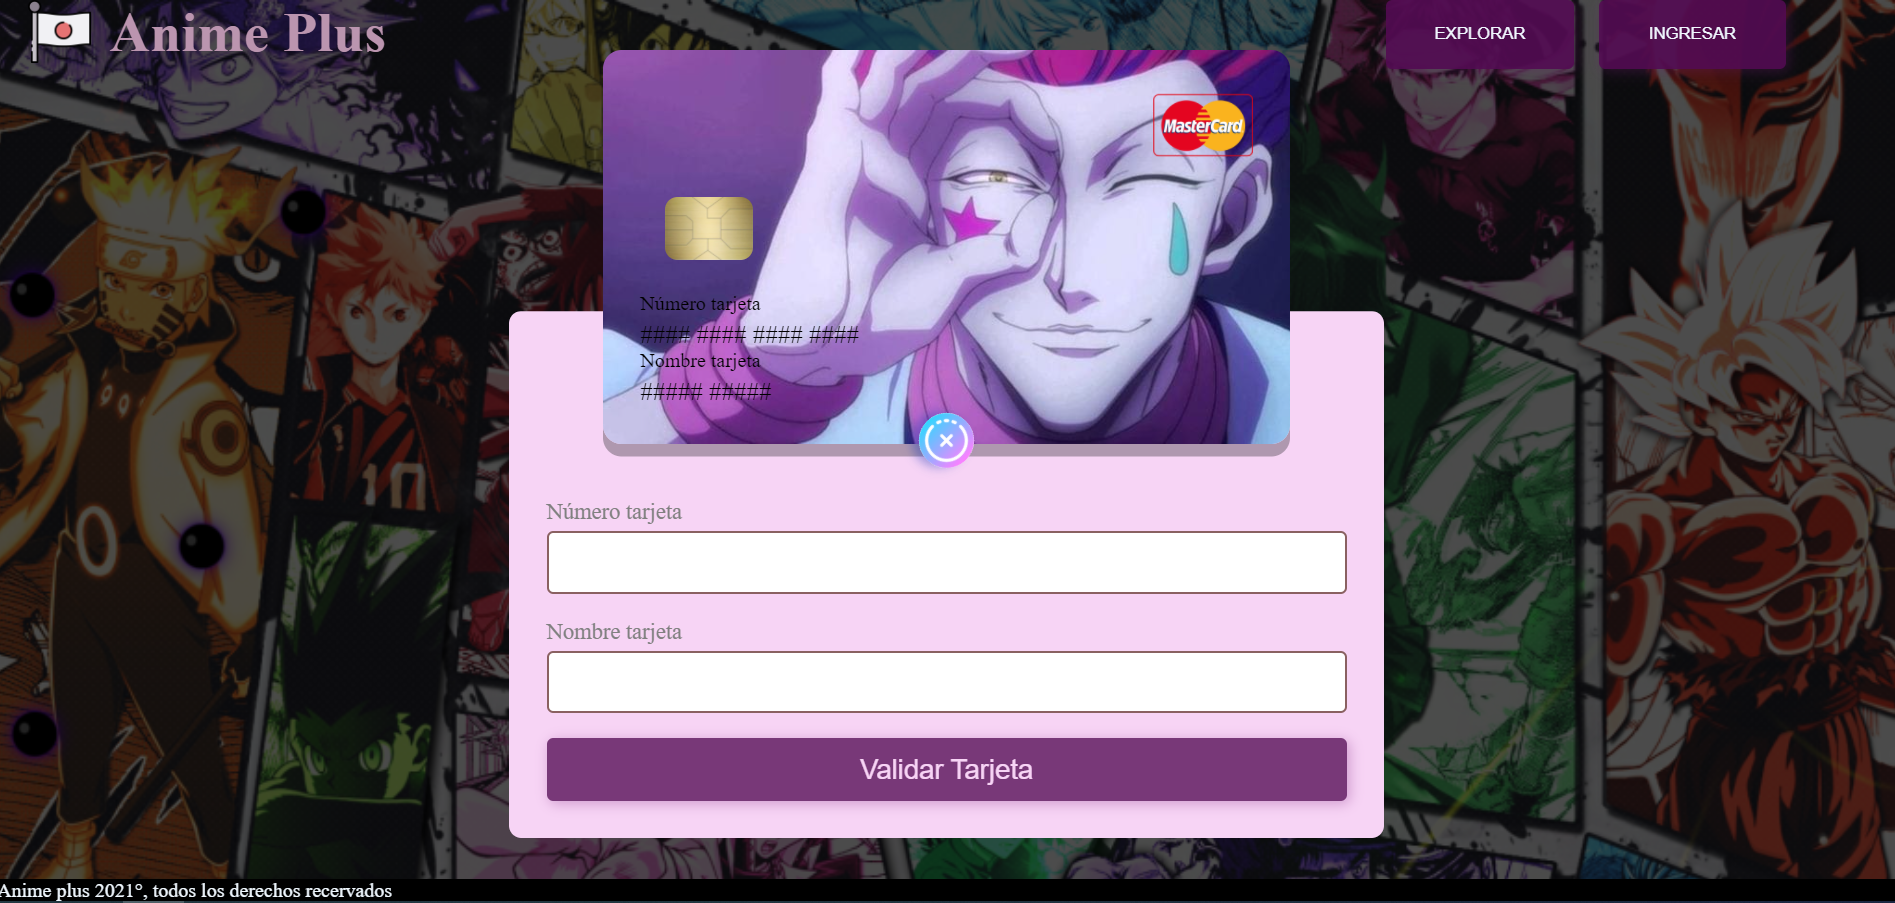 Anime Plus
EXPLORAR
INGRESAR
MasterCard
Número tarjeta
#### #### #### ####
Nombre tarjeta
##### #####
Número tarjeta
Nombre tarjeta
Validar Tarjeta
10
Anime plus 2021°, todos los derechos recervados